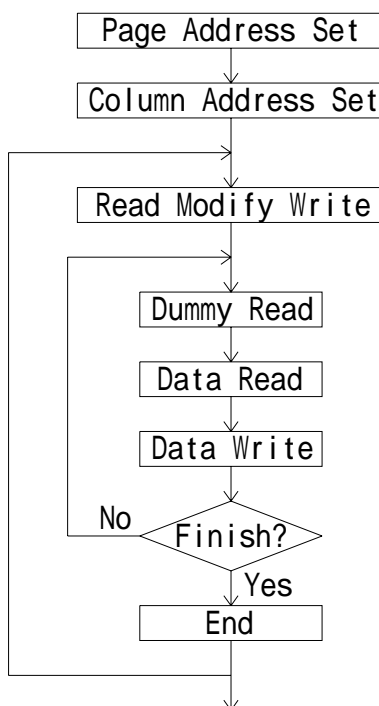 Page Address Set
Column Address Set
Read Modify Write
Dummy Read
Data Read
Data Write
No
Finish?
Yes
End